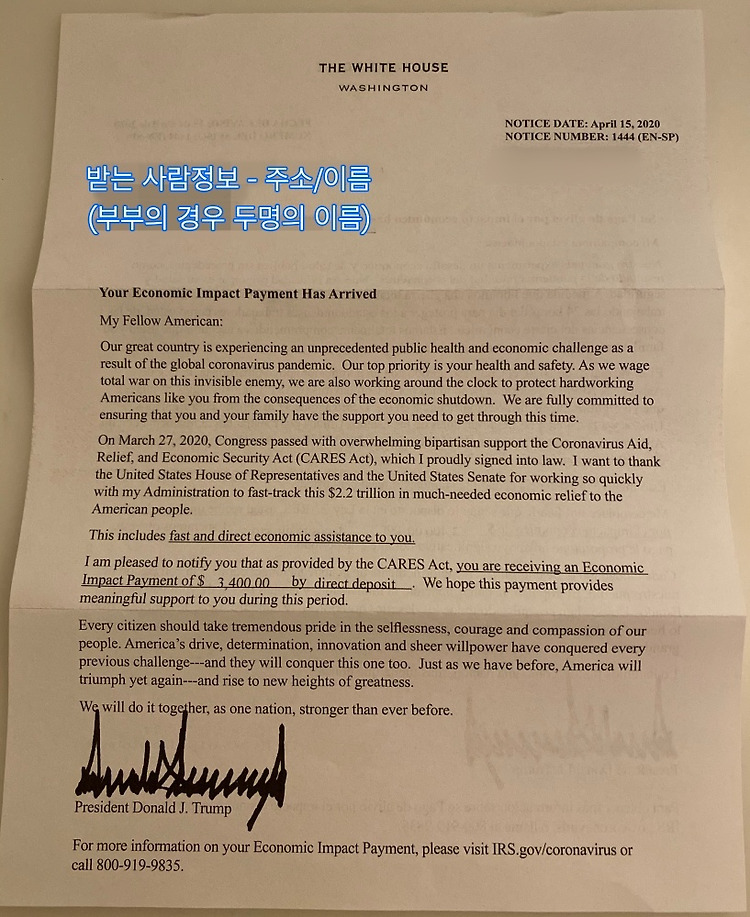 THE WHITE HOUSE
WASHINGTON
NOTICE DATE: April 15, 2020
NOTICE NUMBER: 1444 (EN-SP)
받는 사람정보 - 주소/이름
(부부의 경우 두명의 이름)
Your Economic Impact Payment Has Arrived
My Fellow American:
Our great country is experiencing an unprecedented public health and economic challenge as a
result of the global coronavirus pandemic. Our top priority is your health and safety. As we wage
total war on this invisible enemy, we are also working around the clock to protect hardworking
Americans like you from the consequences of the economic shutdown. We are fully committed to
ensuring that you and your family have the support you need to get through this time.
On March 27, 2020, Congress passed with overwhelming bipartisan support the Coronavirus Aid,
Relief, and Economic Security Act (CARES Act), which I proudly signed into law. I want to thank
the United States House of Representatives and the United States Senate for working so quickly
with my Administration to fast-track this $2.2 trillion in much-needed economic relief to the
American people.
This includes fast and direct economic assistance to you.
I am pleased to notify you that as provided by the CARES Act, you are receiving an Economic
Impact Payment of $ 3,400.00 by direct deposit . We hope this payment provides
meaningful support to you during this period.
Every citizen should take tremendous pride in the selflessness, courage and compassion of our
people. America's drive, determination, innovation and sheer willpower have conquered every
previous challenge---and they will conquer this one too. Just as we have before, America will
triumph yet again---and rise to new heights of greatness.
We will do it together, as one nation, stronger than ever before.
President Donald J. Trump
For more information on your Economic Impact Payment, please visit IRS.gov/coronavirus or
call 800-919-9835.